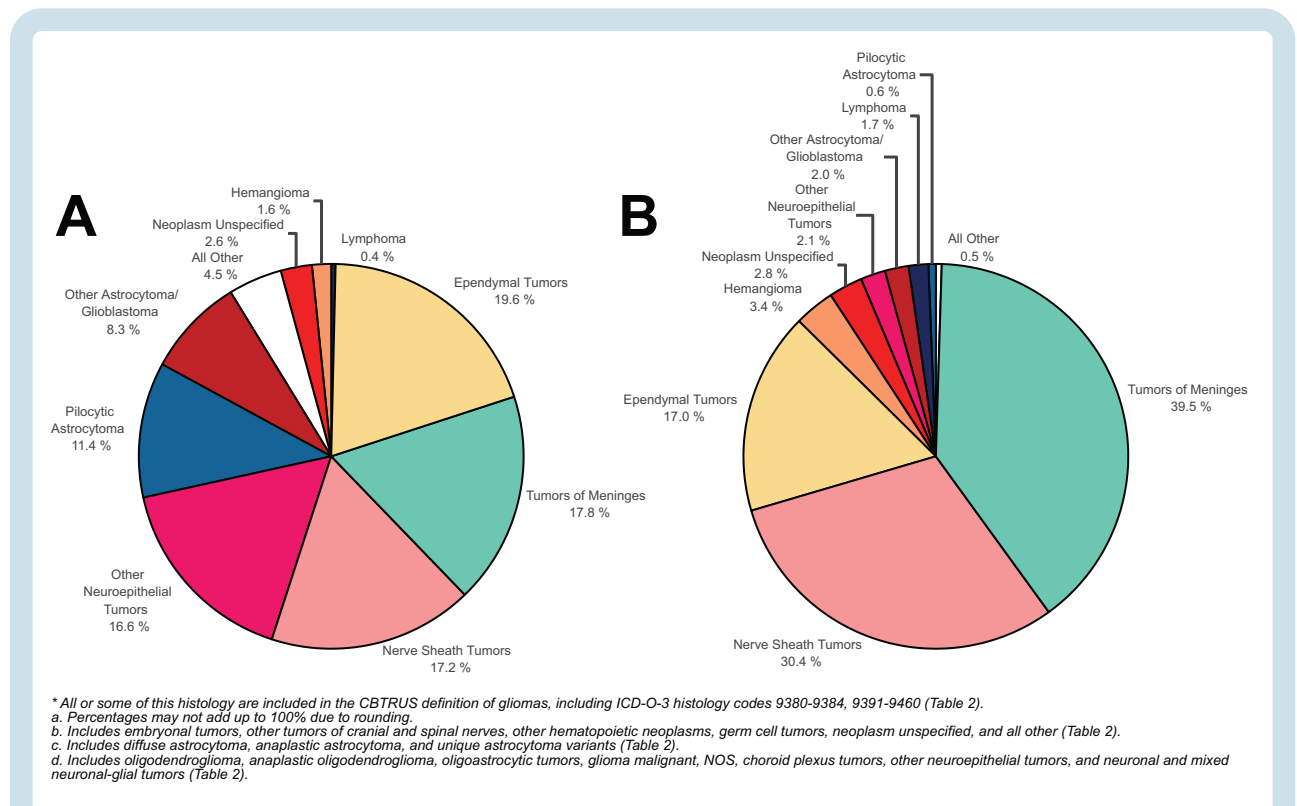 A
Hemangioma
1.6 %
Neoplasm Unspecified
2.6 %
All Other
4.5 %
Other Astrocytoma/
Glioblastoma
8.3 %
Pilocytic
Astrocytoma
11.4 %
Other
Neuroepithelial
Tumors
16.6 %
Lymphoma
0.4 %
Ependymal Tumors
19.6 %
Tumors of Meninges
17.8 %
Nerve Sheath Tumors
17.2 %
B
Pilocytic
Astrocytoma
0.6 %
Lymphoma
1.7 %
Other Astrocytoma/
Glioblastoma
2.0 %
Other
Neuroepithelial
Tumors
2.1 %
Neoplasm Unspecified
2.8 %
Hemangioma
3.4 %
Ependymal Tumors
17.0 %
Nerve Sheath Tumors
30.4 %
All Other
0.5 %
Tumors of Meninges
39.5 %
* All or some of this histology are included in the CBTRUS definition of gliomas, including ICD-O-3 histology codes 9380-9384, 9391-9460 (Table 2).
a. Percentages may not add up to 100% due to rounding.
b. Includes embryonal tumors, other tumors of cranial and spinal nerves, other hematopoietic neoplasms, germ cell tumors, neoplasm unspecified, and all other (Table 2).
c. Includes diffuse astrocytoma, anaplastic astrocytoma, and unique astrocytoma variants (Table 2).
d. Includes oligodendroglioma, anaplastic oligodendroglioma, oligoastrocytic tumors, glioma malignant, NOS, choroid plexus tumors, other neuroepithelial tumors, and neuronal and mixed
neuronal-glial tumors (Table 2).